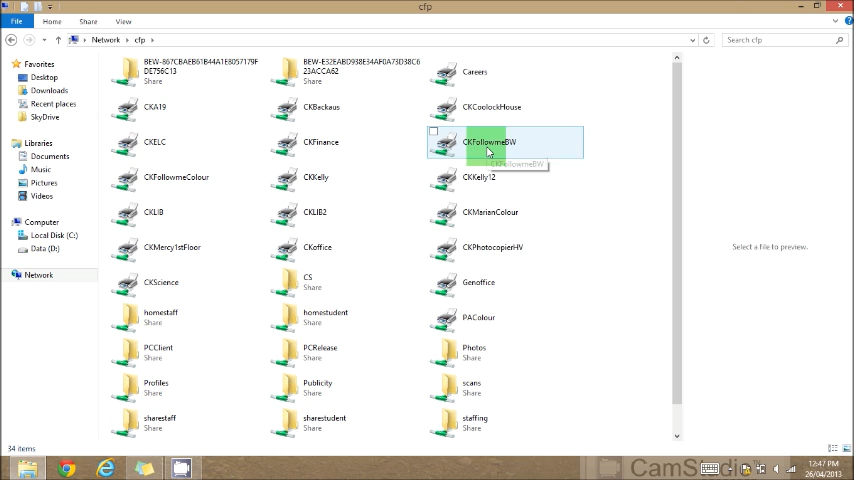 cfp
File Home Share View
Network cfp
Search cfp
Favorites
Desktop
Downloads
Recent places
SkyDrive
Libraries
Documents
Music
Pictures
Videos
Computer
Local Disk (C:)
Data (D:)
Network
BEW-867CBAEB61B44A1E8057179F
DE756C13
Share
BEW-E32EABD938E34AF0A73D38C6
23ACCA62
Share
Careers
CKA19
CKBackaus
CKCoolockHouse
CKELC
CKFinance
CKFollowmeBW
CKFollowmeBW
CKFollowmeColour
CKKelly
CKKelly12
CKLIB
CKLIB2
CKMarianColour
CKMercy1stFloor
CKoffice
CKPhotocopierHV
CKScience
CS
Share
Genoffice
homestaff
Share
homestudent
Share
PAColour
PCClient
Share
PCRelease
Share
Photos
Share
Profiles
Share
Publicity
Share
scans
Share
sharestaff
Share
sharestudent
Share
staffing
Share
Select a file to preview.
34 items
CamStudio
12:47 PM
26/04/2013